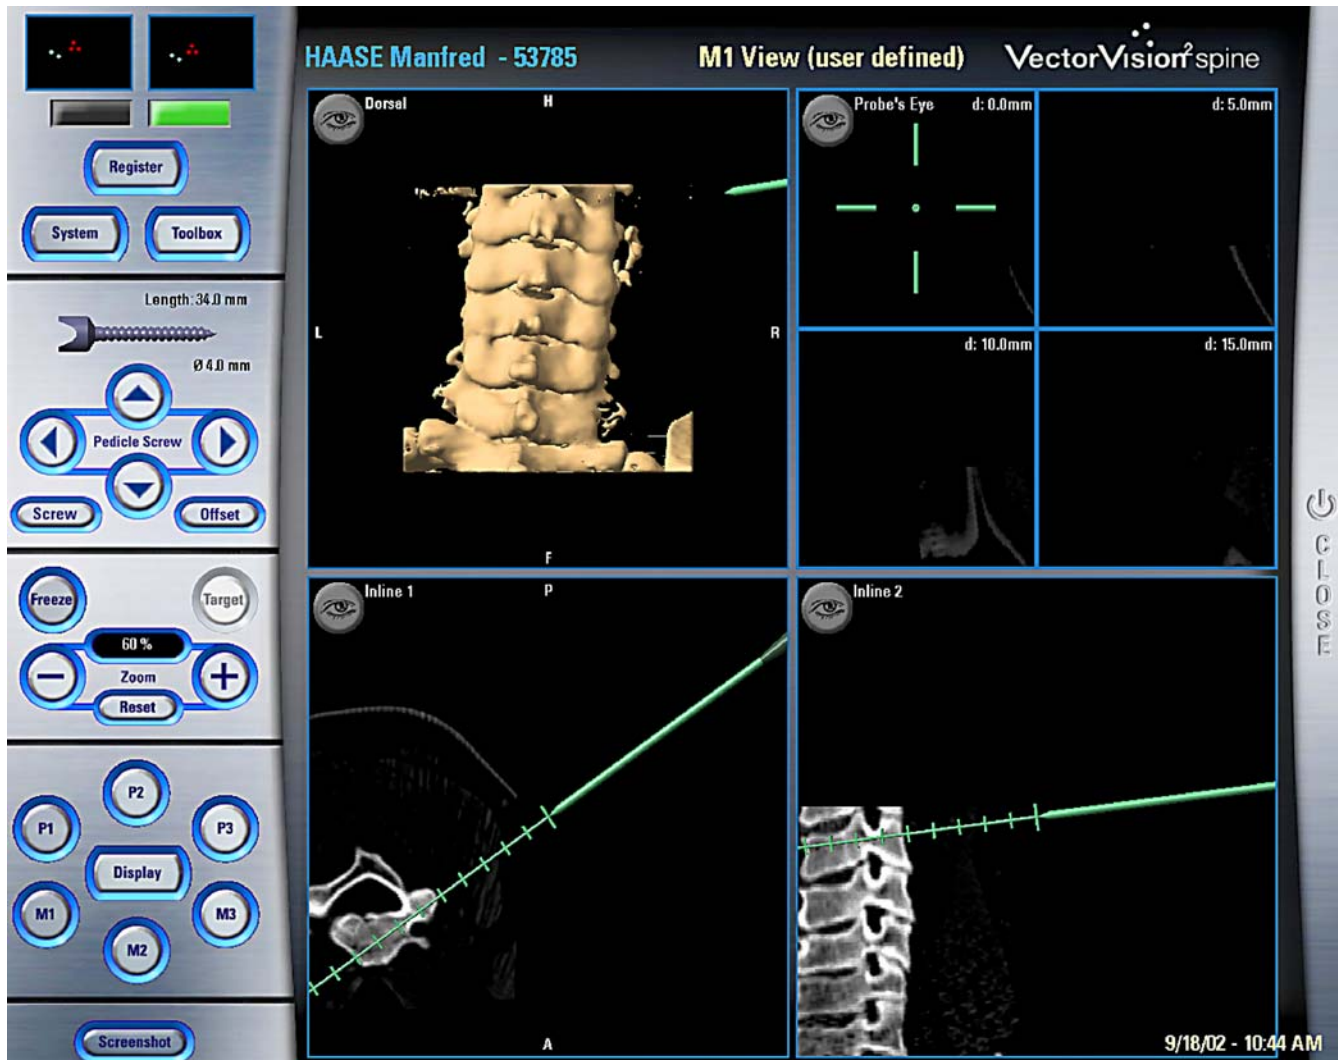 HAASE Manfred - 53785
M1 View (user defined)
VectorVision² spine
Register
System
Toolbox
Length: 34.0 mm
Ø 4.0 mm
Pedicle Screw
Screw
Offset
Freeze
Target
60 %
Zoom
Reset
P2
P1
P3
Display
M1
M3
M2
Screenshot
Dorsal
H
L
R
F
Probe's Eye
d: 0.0mm
d: 5.0mm
d: 10.0mm
d: 15.0mm
Inline 1
P
A
Inline 2
9/18/02 - 10:44 AM
CLOSE